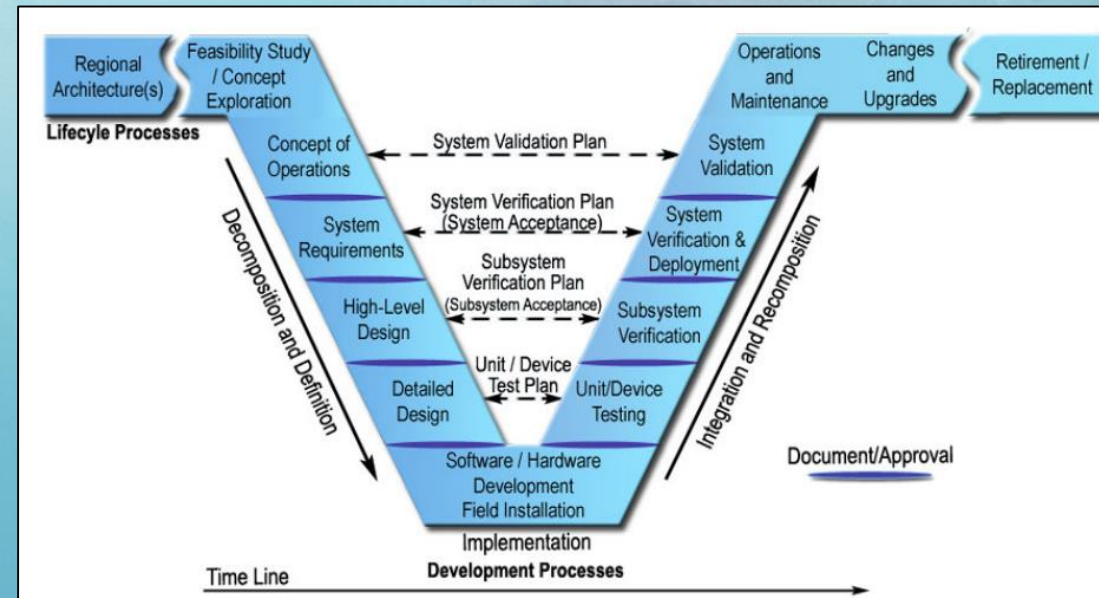 Regional
Architecture(s)
Feasibility Study
/ Concept
Exploration
Operations
and
Maintenance
Changes
and
Upgrades
Retirement /
Replacement
Lifecyle Processes
Concept of
Operations
System Validation Plan
System
Validation
System
Requirements
System Verification Plan
(System Acceptance)
System
Verification &
Deployment
High-Level
Design
Subsystem
Verification Plan
(Subsystem Acceptance)
Subsystem
Verification
Detailed
Design
Unit / Device
Test Plan
Unit/Device
Testing
Decomposition and Definition
Integration and Recomposition
Software / Hardware
Development
Field Installation
Document/Approval
Implementation
Development Processes
Time Line